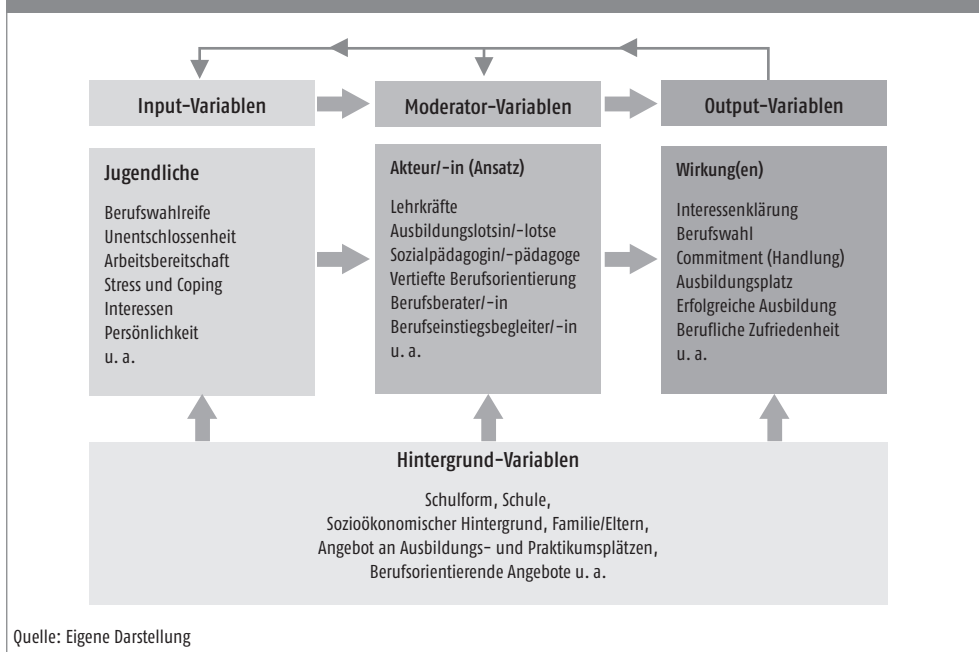 Input-Variablen
Moderator-Variablen
Output-Variablen
Jugendliche
Berufswahlreife
Unentschlossenheit
Arbeitsbereitschaft
Stress und Coping
Interessen
Persönlichkeit
u. a.
Akteur/-in (Ansatz)
Lehrkräfte
Ausbildungslotsin/-lotse
Sozialpädagogin/-pädagoge
Vertiefte Berufsorientierung
Berufsberater/-in
Berufseinstiegsbegleiter/-in
u. a.
Wirkung(en)
Interessenklärung
Berufswahl
Commitment (Handlung)
Ausbildungsplatz
Erfolgreiche Ausbildung
Berufliche Zufriedenheit
u. a.
Hintergrund-Variablen
Schulform, Schule,
Sozioökonomischer Hintergrund, Familie/Eltern,
Angebot an Ausbildungs- und Praktikumsplätzen,
Berufsorientierende Angebote u. a.
Quelle: Eigene Darstellung